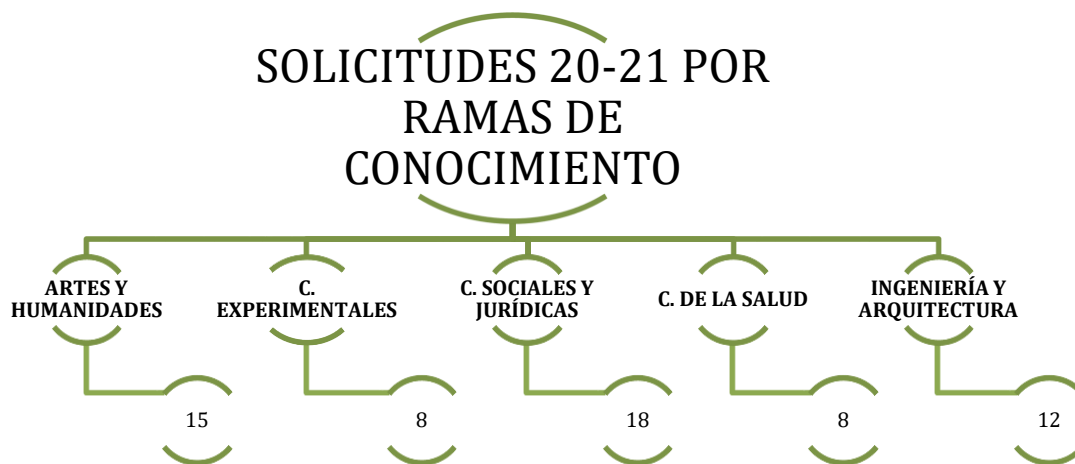 SOLICITUDES 20-21 POR
RAMAS DE
CONOCIMIENTO
ARTES Y
HUMANIDADES
C.
EXPERIMENTALES
C. SOCIALES Y
JURÍDICAS
C. DE LA SALUD
INGENIERÍA Y
ARQUITECTURA
15
8
18
8
12